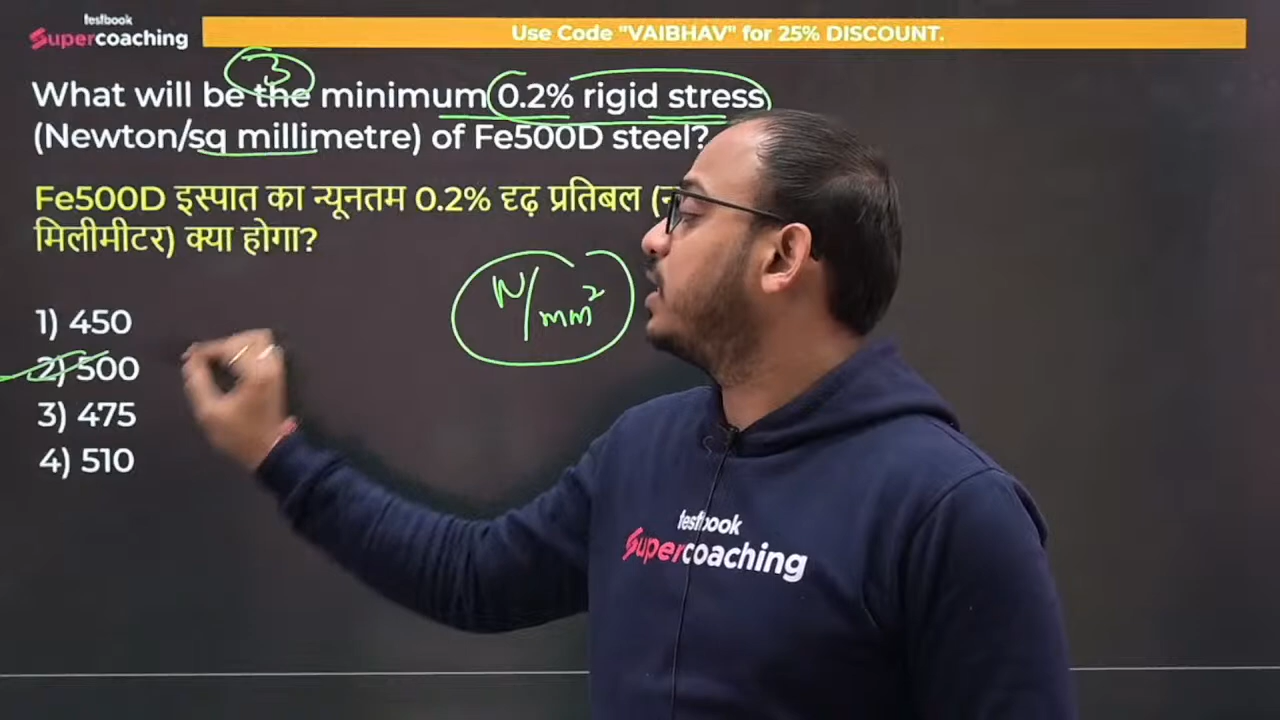 testbook
Supercoaching
Use Code "VAIBHAV" for 25% DISCOUNT.
3
What will be the minimum 0.2% rigid stress
(Newton/sq millimetre) of Fe500D steel?
Fe500D इस्पात का न्यूनतम 0.2% दृढ़ प्रतिबल
मिलीमीटर) क्या होगा?
N/mm²
1) 450
2) 500
3) 475
4) 510
testbook
Supercoaching